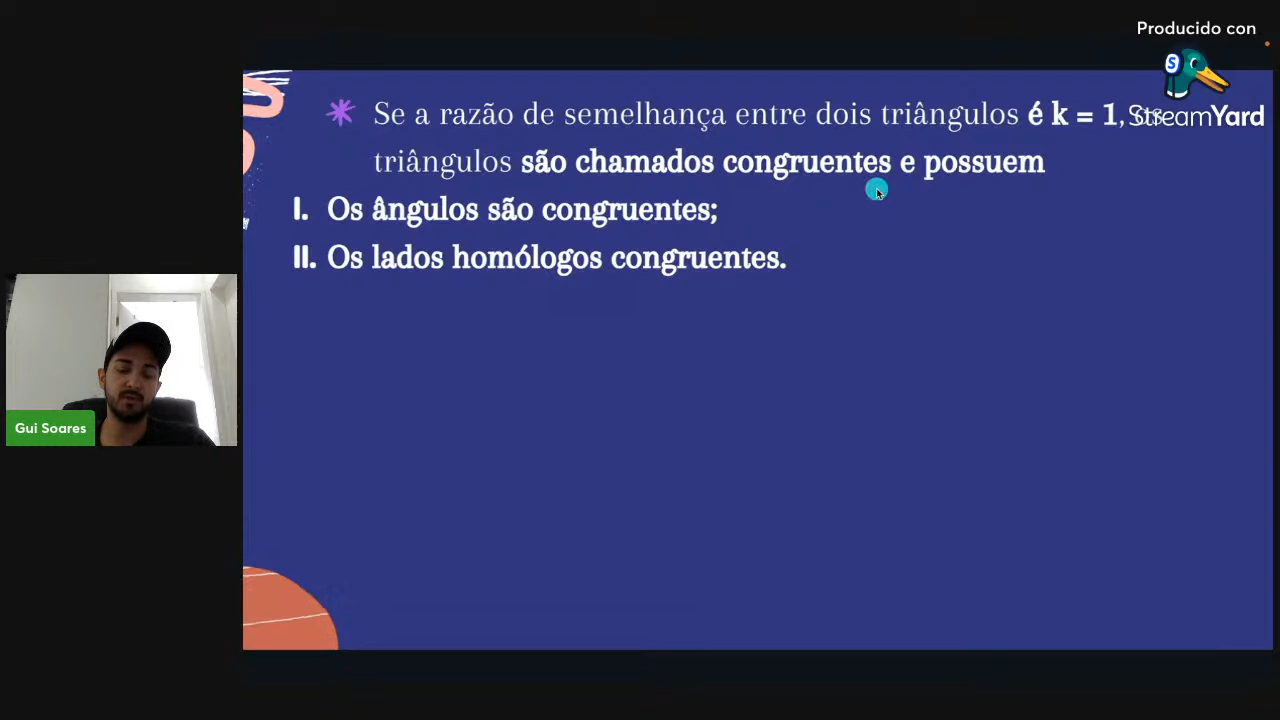 Producido con
StreamYard
Se a razão de semelhança entre dois triângulos é k = 1, os
triângulos são chamados congruentes e possuem
I. Os ângulos são congruentes;
II. Os lados homólogos congruentes.
Gui Soares